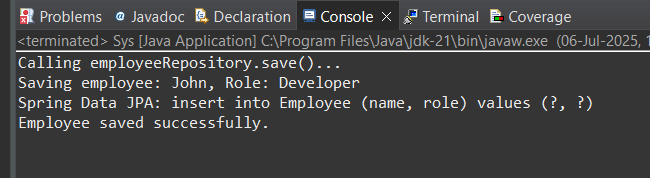 Problems @ Javadoc Declaration Console Terminal Coverage
<terminated> Sys [Java Application] C:\Program Files\Java\jdk-21\bin\javaw.exe (06-Jul-2025, 1
Calling employeeRepository.save()...
Saving employee: John, Role: Developer
Spring Data JPA: insert into Employee (name, role) values (?, ?)
Employee saved successfully.